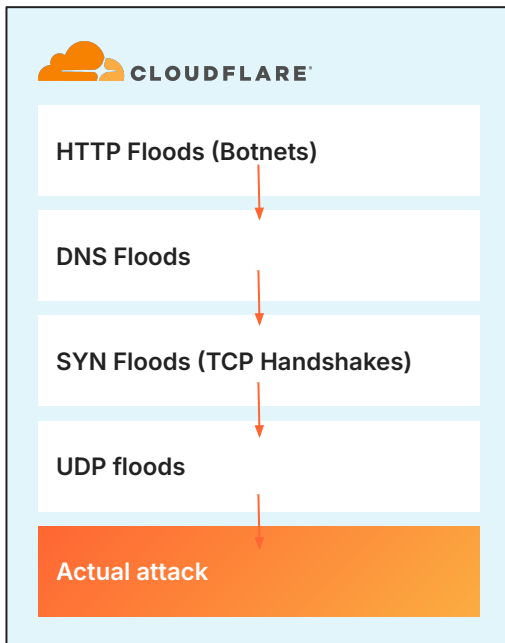 CLOUDFLARE®
HTTP Floods (Botnets)
DNS Floods
SYN Floods (TCP Handshakes)
UDP floods
Actual attack